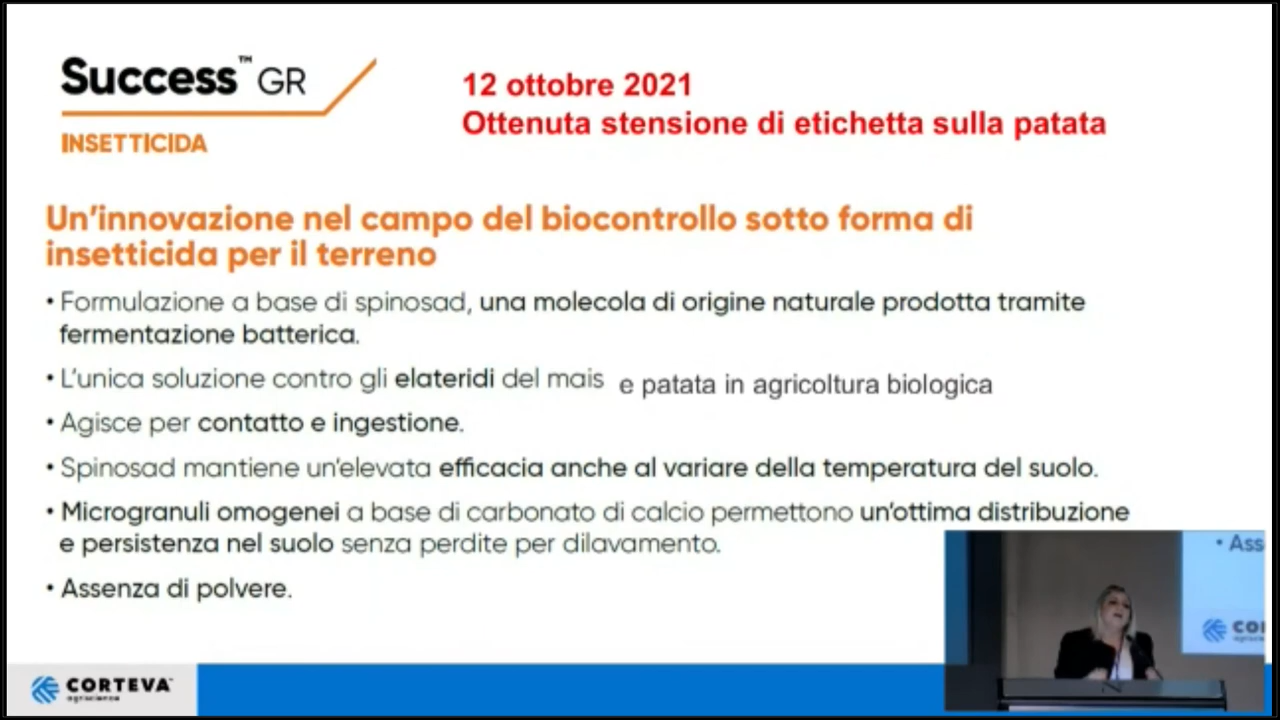 Success™ GR
INSETTICIDA
12 ottobre 2021
Ottenuta stensione di etichetta sulla patata
Un'innovazione nel campo del biocontrollo sotto forma di
insetticida per il terreno
• Formulazione a base di spinosad, una molecola di origine naturale prodotta tramite
fermentazione batterica.
• L'unica soluzione contro gli elateridi del mais e patata in agricoltura biologica
• Agisce per contatto e ingestione.
• Spinosad mantiene un'elevata efficacia anche al variare della temperatura del suolo.
• Microgranuli omogenei a base di carbonato di calcio permettono un'ottima distribuzione
e persistenza nel suolo senza perdite per dilavamento.
• Assenza di polvere.
• Ass
COR
CORTEVA™
agriscience